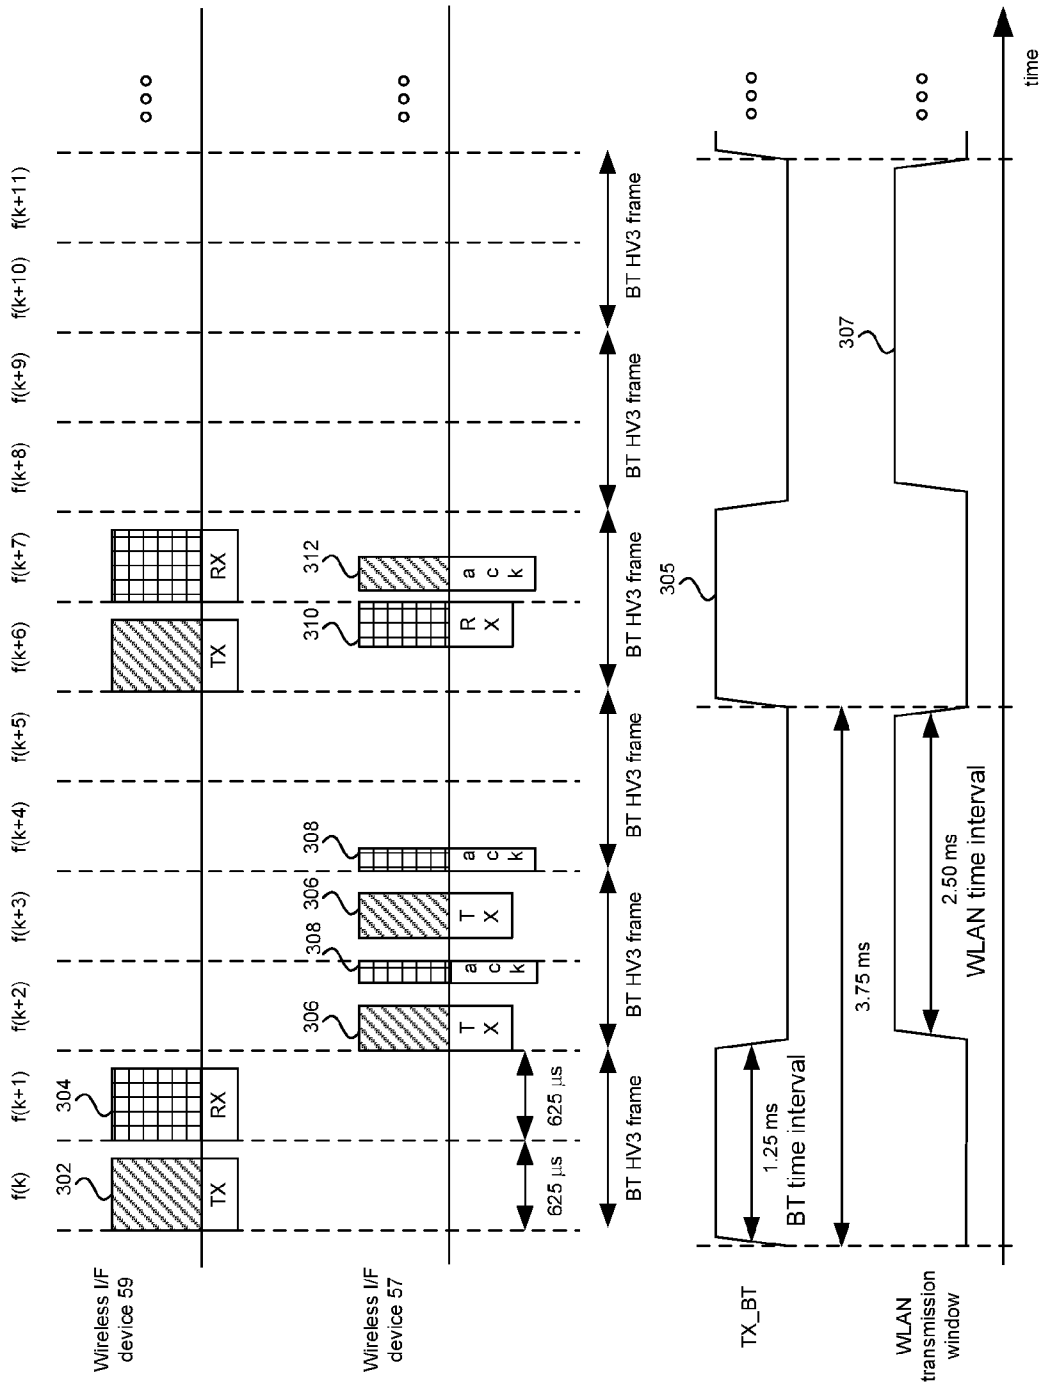 f(k)
f(k+1)
f(k+2)
f(k+3)
f(k+4)
f(k+5)
f(k+6)
f(k+7)
f(k+8)
f(k+9)
f(k+10)
f(k+11)
Wireless I/F
device 59
302
TX
304
RX
TX
RX
Wireless I/F
device 57
306
T
X
308
a
c
k
306
T
X
308
a
c
k
310
R
X
312
a
c
k
625 µs
625 µs
BT HV3 frame
BT HV3 frame
BT HV3 frame
BT HV3 frame
BT HV3 frame
BT HV3 frame
TX_BT
1.25 ms
BT time interval
305
3.75 ms
WLAN
transmission
window
2.50 ms
WLAN time interval
307
time